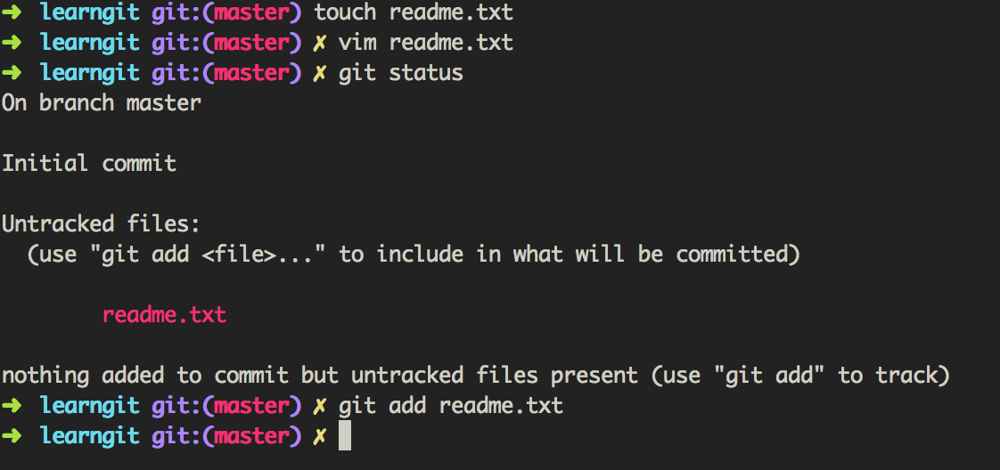 ➜ learngit git:(master) touch readme.txt
➜ learngit git:(master) ✗ vim readme.txt
➜ learngit git:(master) ✗ git status
On branch master
Initial commit
Untracked files:
(use "git add <file>..." to include in what will be committed)
readme.txt
nothing added to commit but untracked files present (use "git add" to track)
➜ learngit git:(master) ✗ git add readme.txt
➜ learngit git:(master) ✗